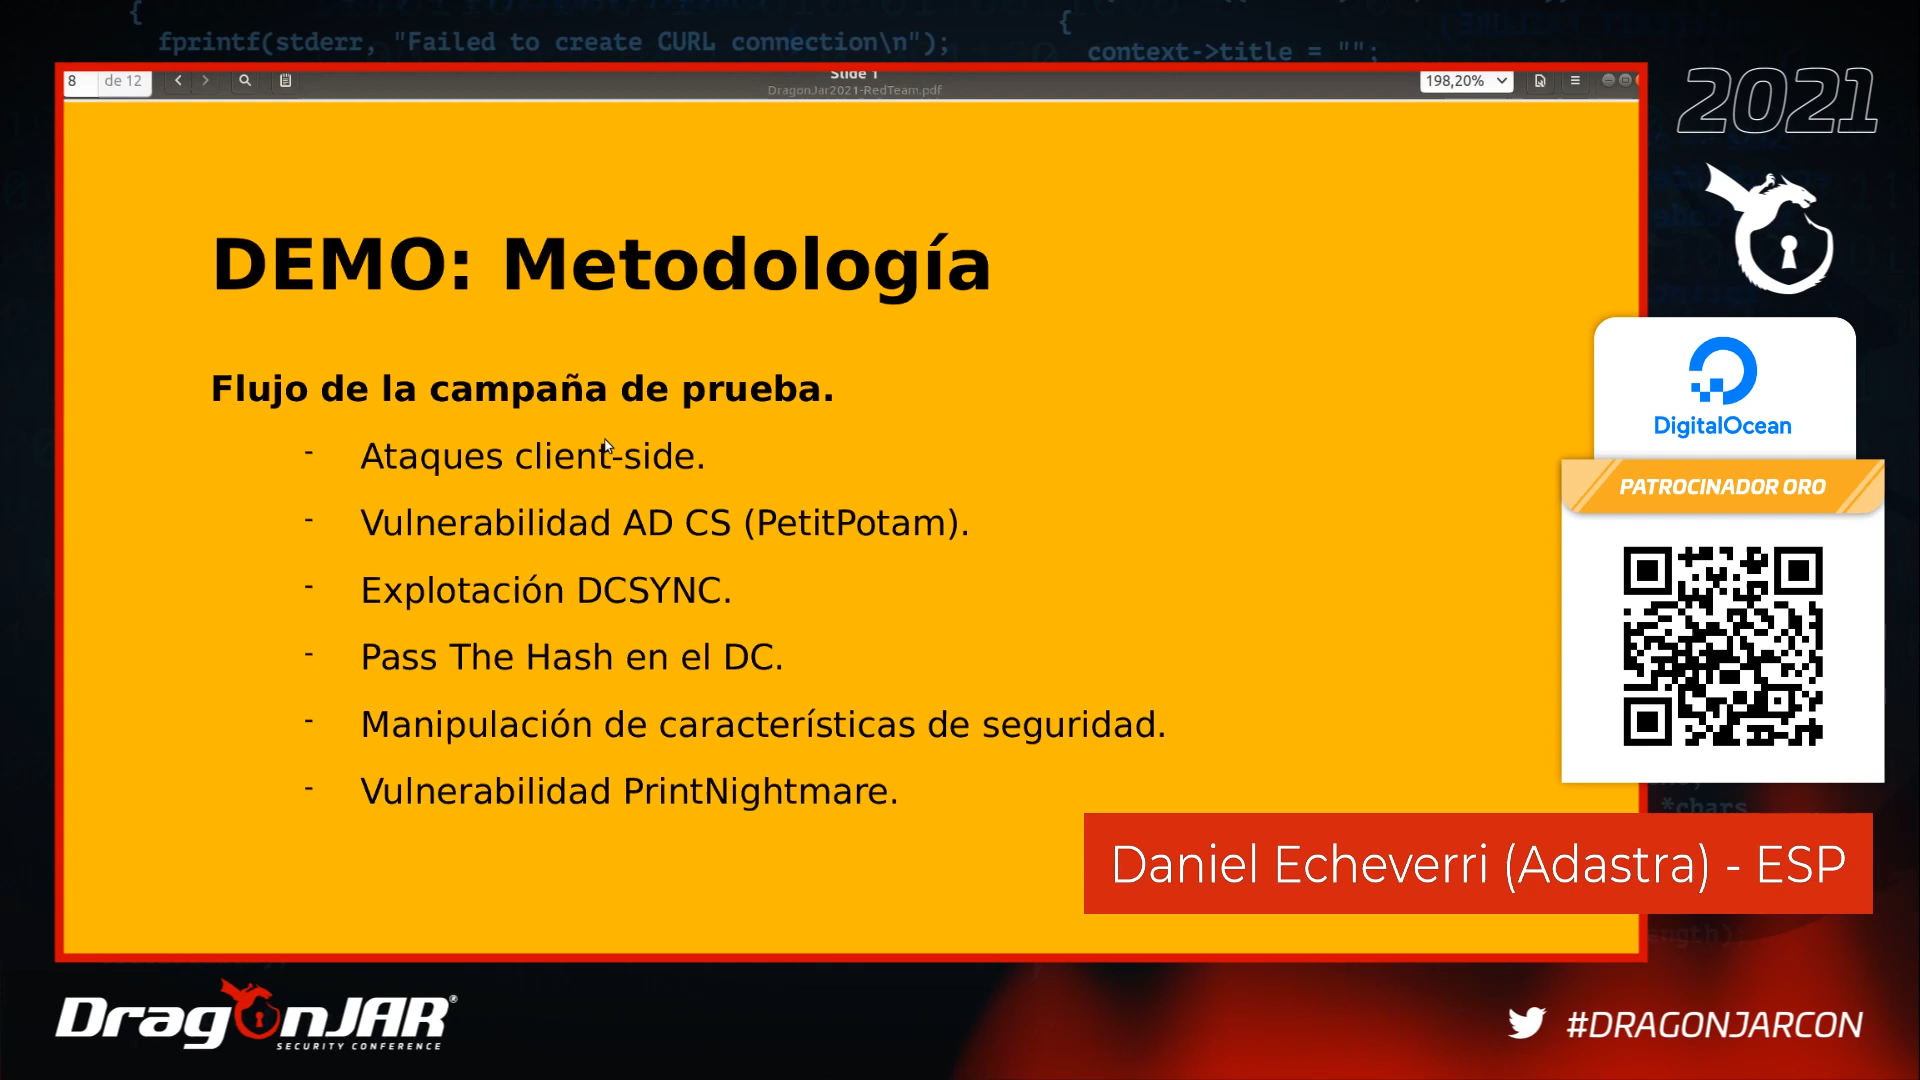 {
fprintf(stderr, "Failed to create CURL connection\n");
{
context->title = "";
8 de 12
Slide 1
DragonJar2021-RedTeam.pdf
198,20%
2021
DEMO: Metodología
Flujo de la campaña de prueba.
- Ataques client-side.
- Vulnerabilidad AD CS (PetitPotam).
- Explotación DCSYNC.
- Pass The Hash en el DC.
- Manipulación de características de seguridad.
- Vulnerabilidad PrintNightmare.
DigitalOcean
PATROCINADOR ORO
*chars
Daniel Echeverri (Adastra) - ESP
DragonJAR®
SECURITY CONFERENCE
#DRAGONJARCON